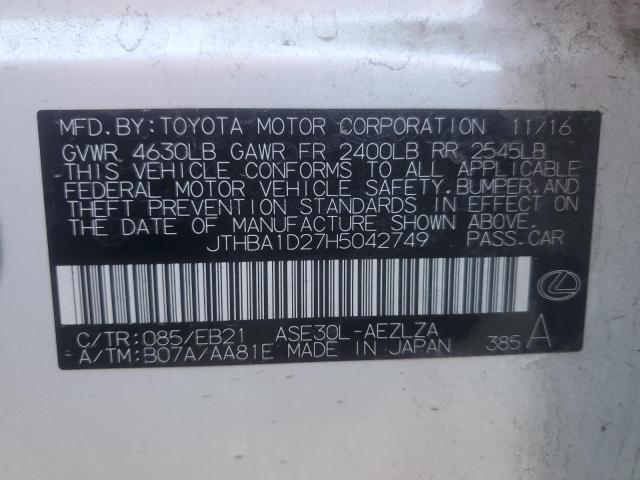 MFD.BY:TOYOTA MOTOR CORPORATION 11/16
GVWR 4630LB GAWR FR 2400LB RR 2545LB
THIS VEHICLE CONFORMS TO ALL APPLICABLE
FEDERAL MOTOR VEHICLE SAFETY,BUMPER,AND
THEFT PREVENTION STANDARDS IN EFFECT ON
THE DATE OF MANUFACTURE SHOWN ABOVE.
JTHBA1D27H5042749 PASS.CAR
C/TR:085/EB21 ASE30L-AEZLZA
A/TM:B07A/AA81E MADE IN JAPAN 385 A